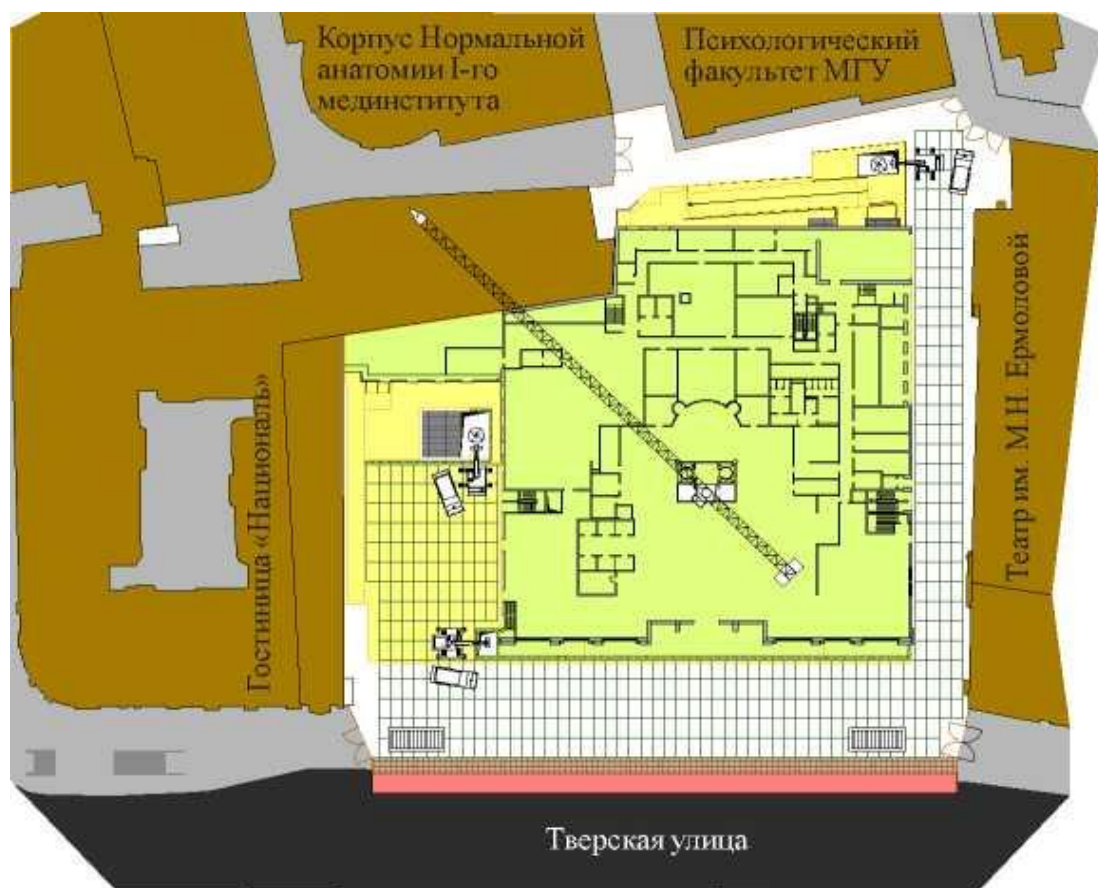 Корпус Нормальной
анатомии I-го
мединститута
Психологический
факультет МГУ
Гостиница «Националь»
Театр им. М.Н. Ермоловой
Тверская улица